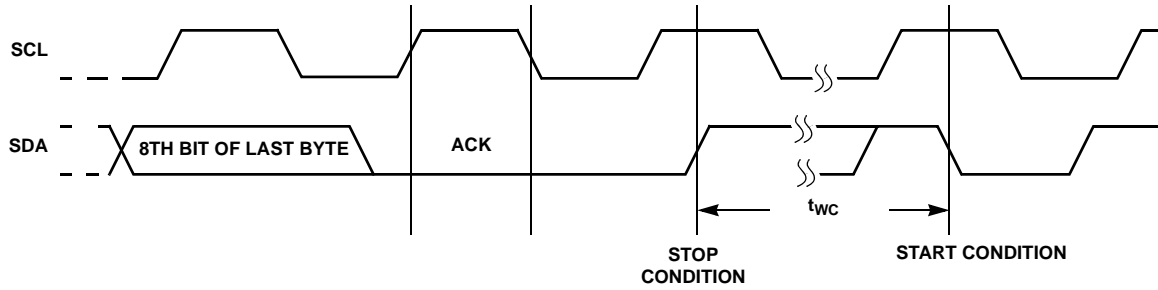 SCL
SDA
8TH BIT OF LAST BYTE
ACK
tWC
STOP
CONDITION
START CONDITION